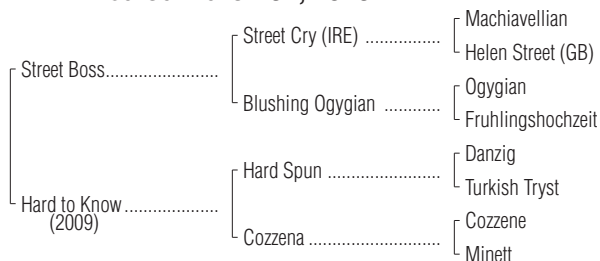 Machiavellian
Street Cry (IRE) ................
Helen Street (GB)
Street Boss........................
Ogygian
Blushing Ogygian ............
Fruhlingshochzeit
Danzig
Hard Spun ........................
Turkish Tryst
Hard to Know....................
(2009)
Cozzene
Cozzena ............................
Minett